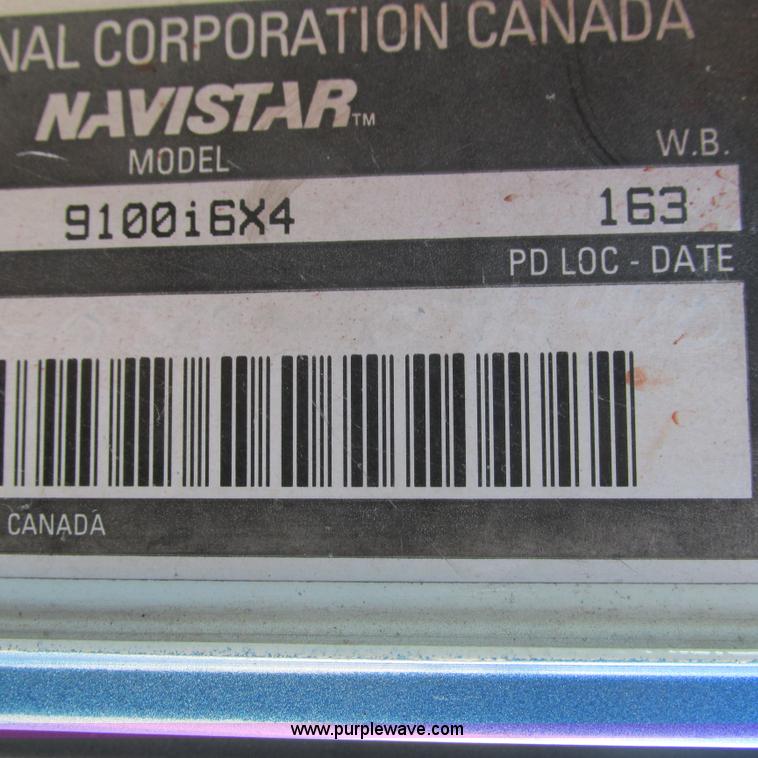 NAL CORPORATION CANADA
NAVISTAR™
MODEL W.B.
9100i6X4 163
PD LOC - DATE
CANADA
www.purplewave.com